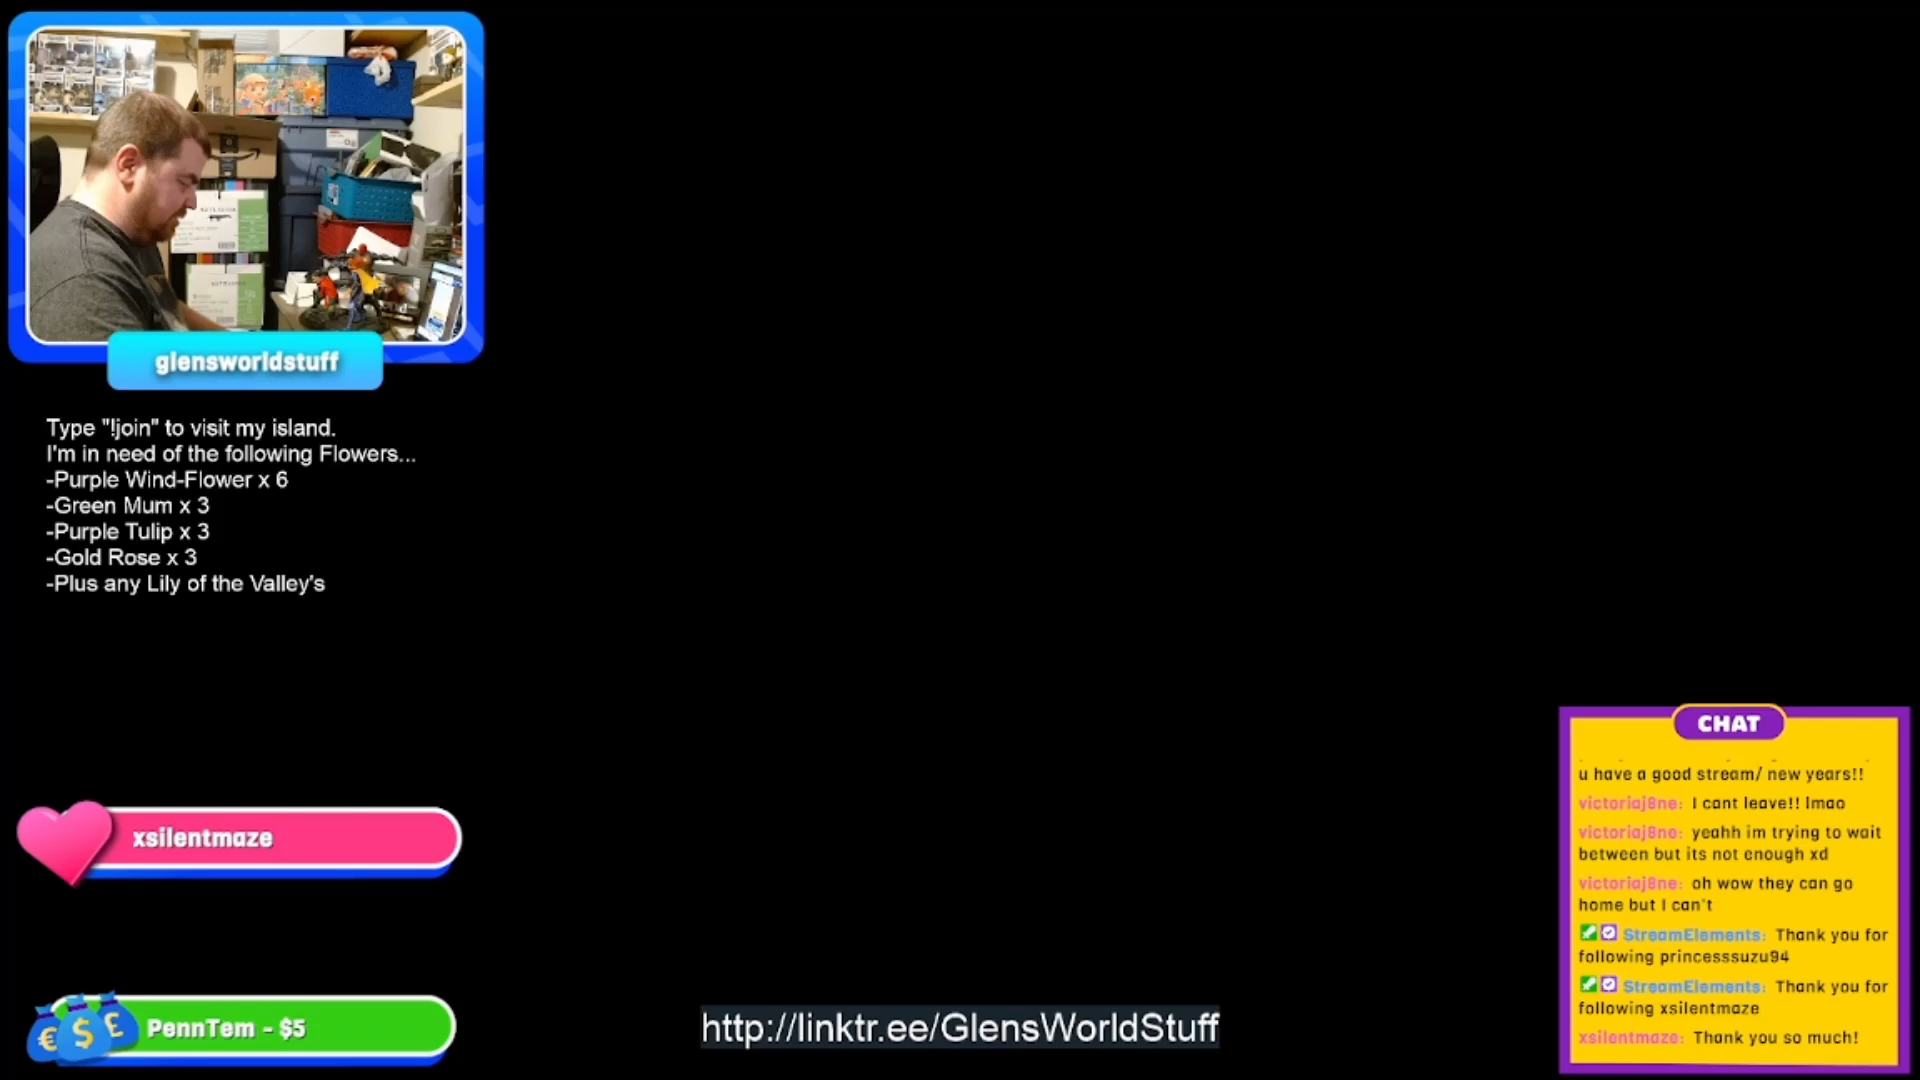 glensworldstuff
Type "!join" to visit my island.
I'm in need of the following Flowers...
-Purple Wind-Flower x 6
-Green Mum x 3
-Purple Tulip x 3
-Gold Rose x 3
-Plus any Lily of the Valley's
xsilentmaze
PennTem - $5
http://linktr.ee/GlensWorldStuff
CHAT
u have a good stream/ new years!!
victoriaj8ne: I cant leave!! lmao
victoriaj8ne: yeahh im trying to wait
between but its not enough xd
victoriaj8ne: oh wow they can go
home but I can't
StreamElements: Thank you for
following princesssuzu94
StreamElements: Thank you for
following xsilentmaze
xsilentmaze: Thank you so much!